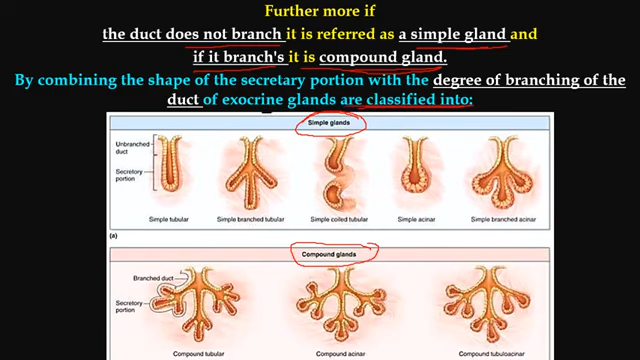 Further more if
the duct does not branch it is referred as a simple gland and
if it branch's it is compound gland.
By combining the shape of the secretary portion with the degree of branching of the
duct of exocrine glands are classified into:
Simple glands
Unbranched
duct
Secretory
portion
Simple tubular
Simple branched tubular
Simple coiled tubular
Simple acinar
Simple branched acinar
(a)
Compound glands
Branched duct
Secretory
portion
Compound tubular
Compound acinar
Compound tubuloacinar